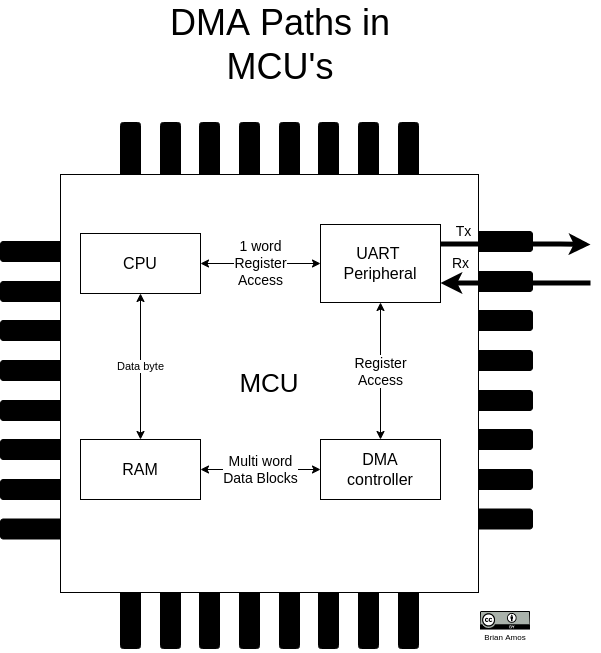 DMA Paths in
MCU's
Tx
Rx
CPU
1 word
Register
Access
UART
Peripheral
Data byte
MCU
Register
Access
RAM
Multi word
Data Blocks
DMA
controller
cc
BY
Brian Amos